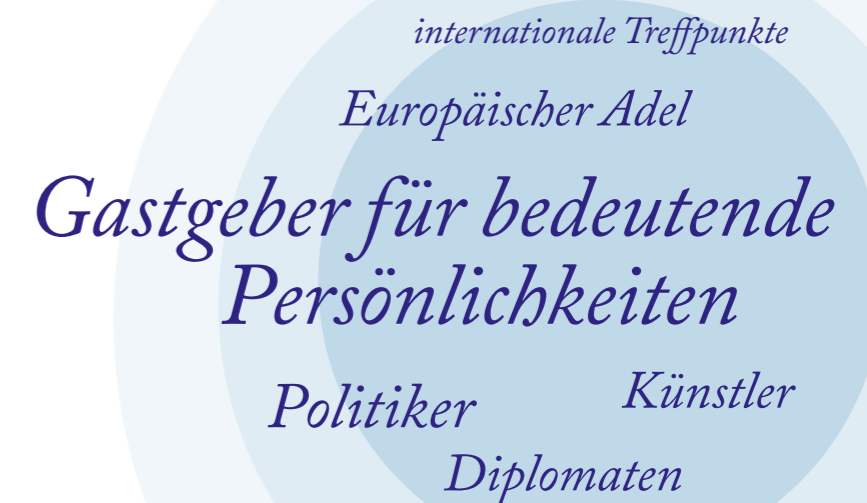 internationale Treffpunkte
Europäischer Adel
Gastgeber für bedeutende
Persönlichkeiten
Künstler
Politiker
Diplomaten